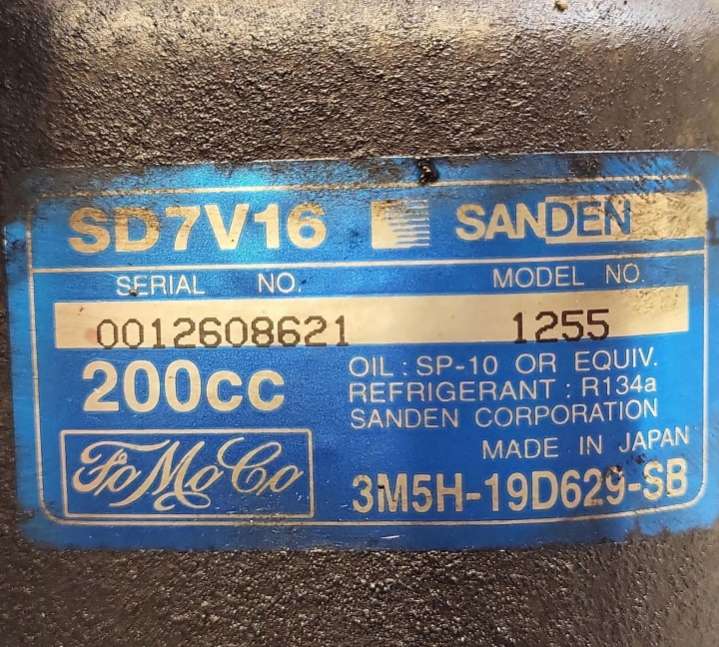 SD7V16 SANDEN
SERIAL NO. MODEL NO.
0012608621 1255
200cc
OIL : SP-10 OR EQUIV.
REFRIGERANT : R134a
SANDEN CORPORATION
MADE IN JAPAN
FoMoCo
3M5H-19D629-SB